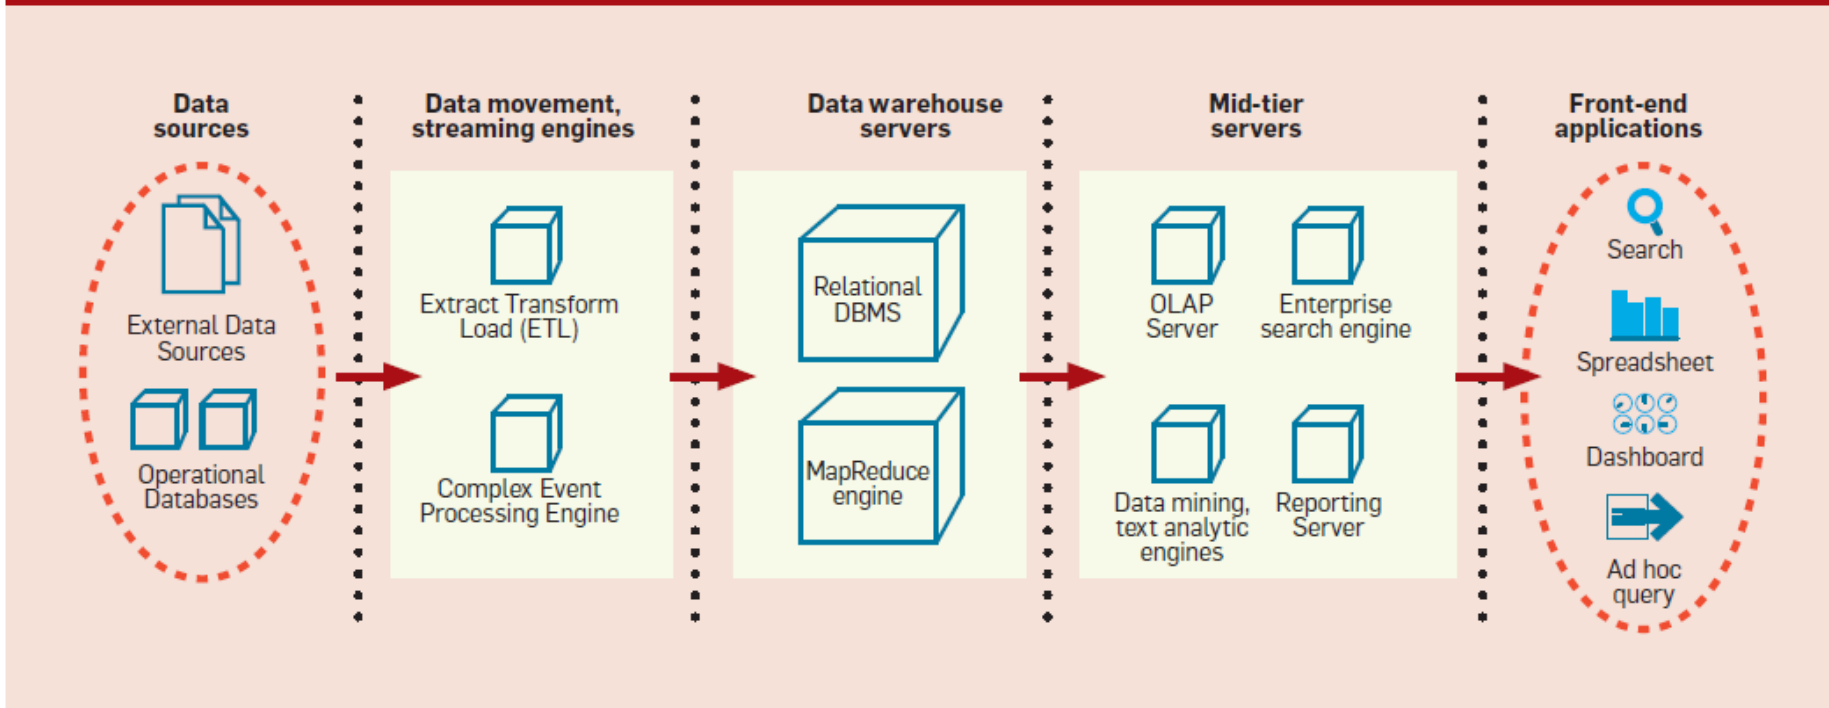 Data
sources
External Data
Sources
Operational
Databases
Data movement,
streaming engines
Extract Transform
Load (ETL)
Complex Event
Processing Engine
Data warehouse
servers
Relational
DBMS
MapReduce
engine
Mid-tier
servers
OLAP
Server
Enterprise
search engine
Data mining,
text analytic
engines
Reporting
Server
Front-end
applications
Search
Spreadsheet
Dashboard
Ad hoc
query